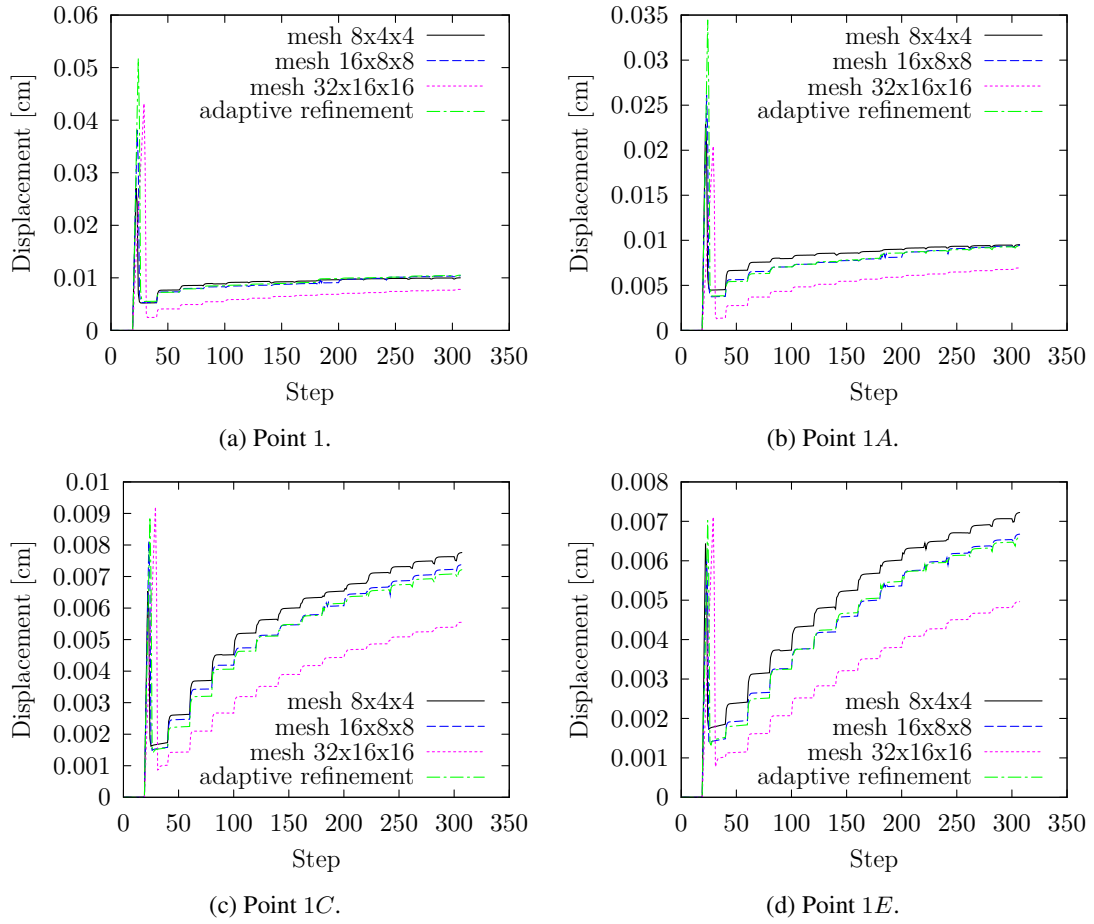 0.06
0.05
0.04
0.03
0.02
0.01
0
0 50 100 150 200 250 300 350
Displacement [cm]
Step
mesh 8x4x4
mesh 16x8x8
mesh 32x16x16
adaptive refinement
(a) Point 1.
0.035
0.03
0.025
0.02
0.015
0.01
0.005
0
0 50 100 150 200 250 300 350
Displacement [cm]
Step
mesh 8x4x4
mesh 16x8x8
mesh 32x16x16
adaptive refinement
(b) Point 1A.
0.01
0.009
0.008
0.007
0.006
0.005
0.004
0.003
0.002
0.001
0
0 50 100 150 200 250 300 350
Displacement [cm]
Step
mesh 8x4x4
mesh 16x8x8
mesh 32x16x16
adaptive refinement
(c) Point 1C.
0.008
0.007
0.006
0.005
0.004
0.003
0.002
0.001
0
0 50 100 150 200 250 300 350
Displacement [cm]
Step
mesh 8x4x4
mesh 16x8x8
mesh 32x16x16
adaptive refinement
(d) Point 1E.